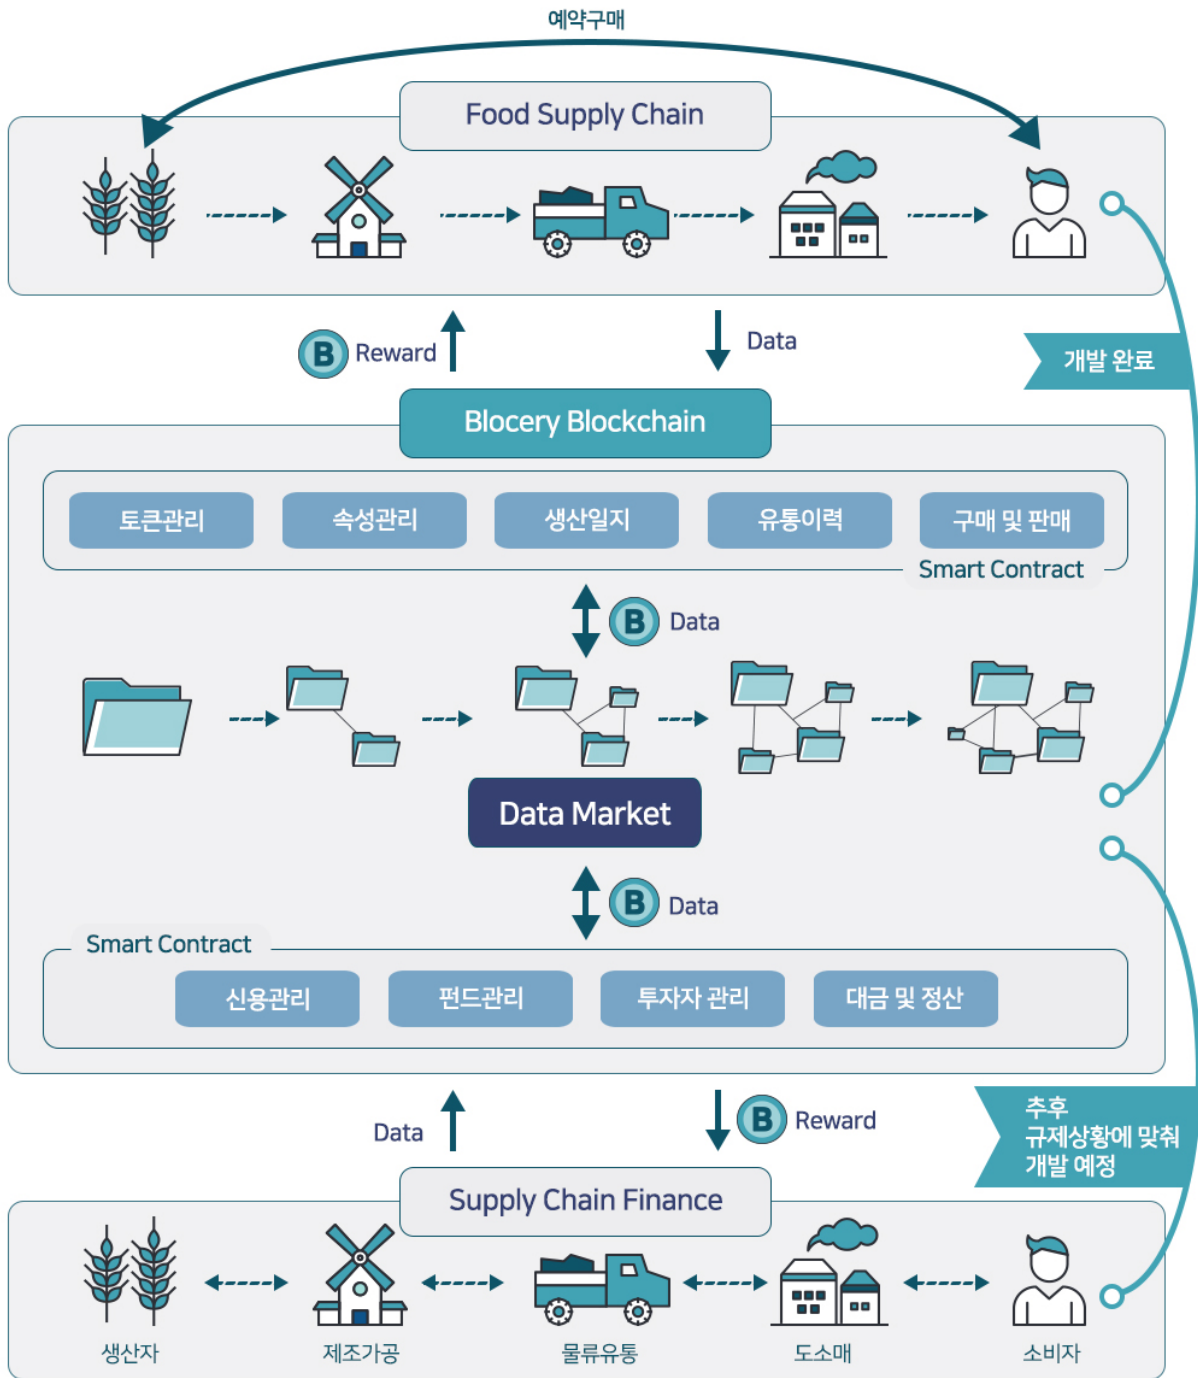 예약구매
Food Supply Chain
B Reward
Data
개발 완료
Blocery Blockchain
토큰관리
속성관리
생산일지
유통이력
구매 및 판매
Smart Contract
B Data
Data Market
B Data
Smart Contract
신용관리
펀드관리
투자자 관리
대금 및 정산
Data
B Reward
추후
규제상황에 맞춰
개발 예정
Supply Chain Finance
생산자
제조가공
물류유통
도소매
소비자